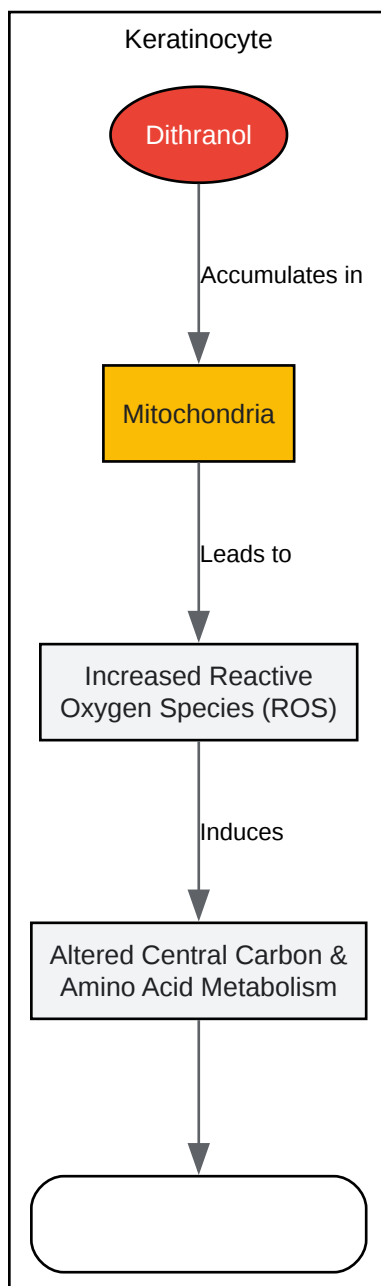 Keratinocyte
Dithranol
Accumulates in
Mitochondria
Leads to
Increased Reactive
Oxygen Species (ROS)
Induces
Altered Central Carbon &
Amino Acid Metabolism